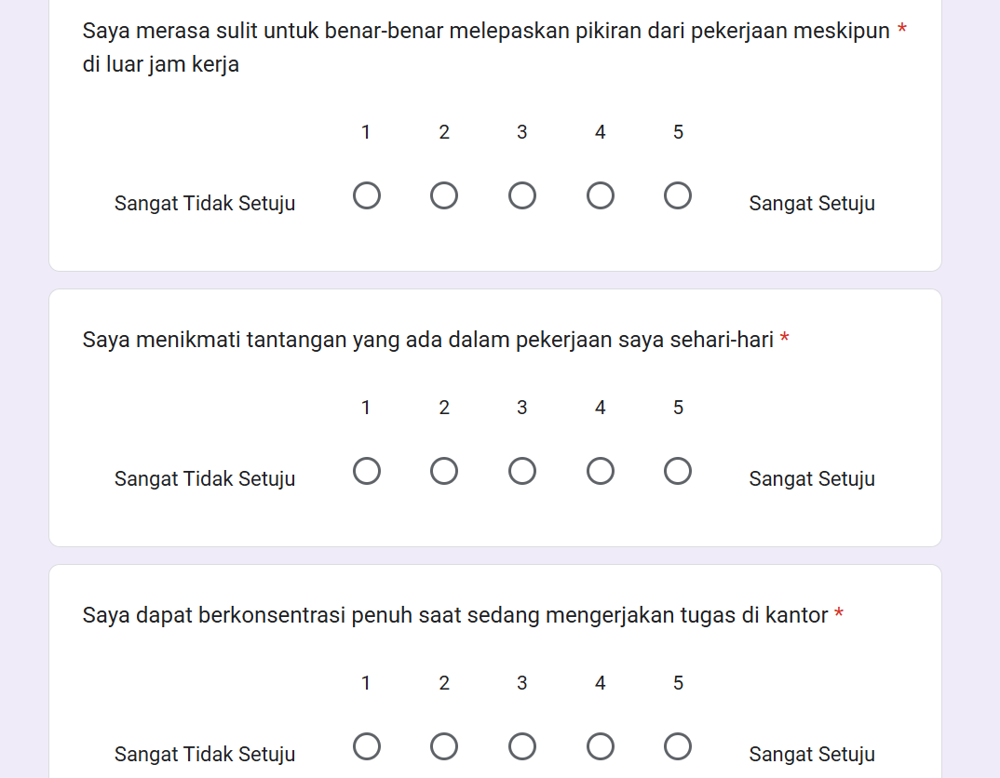 Saya merasa sulit untuk benar-benar melepaskan pikiran dari pekerjaan meskipun *
di luar jam kerja
1 2 3 4 5
Sangat Tidak Setuju Sangat Setuju
Saya menikmati tantangan yang ada dalam pekerjaan saya sehari-hari *
1 2 3 4 5
Sangat Tidak Setuju Sangat Setuju
Saya dapat berkonsentrasi penuh saat sedang mengerjakan tugas di kantor *
1 2 3 4 5
Sangat Tidak Setuju Sangat Setuju